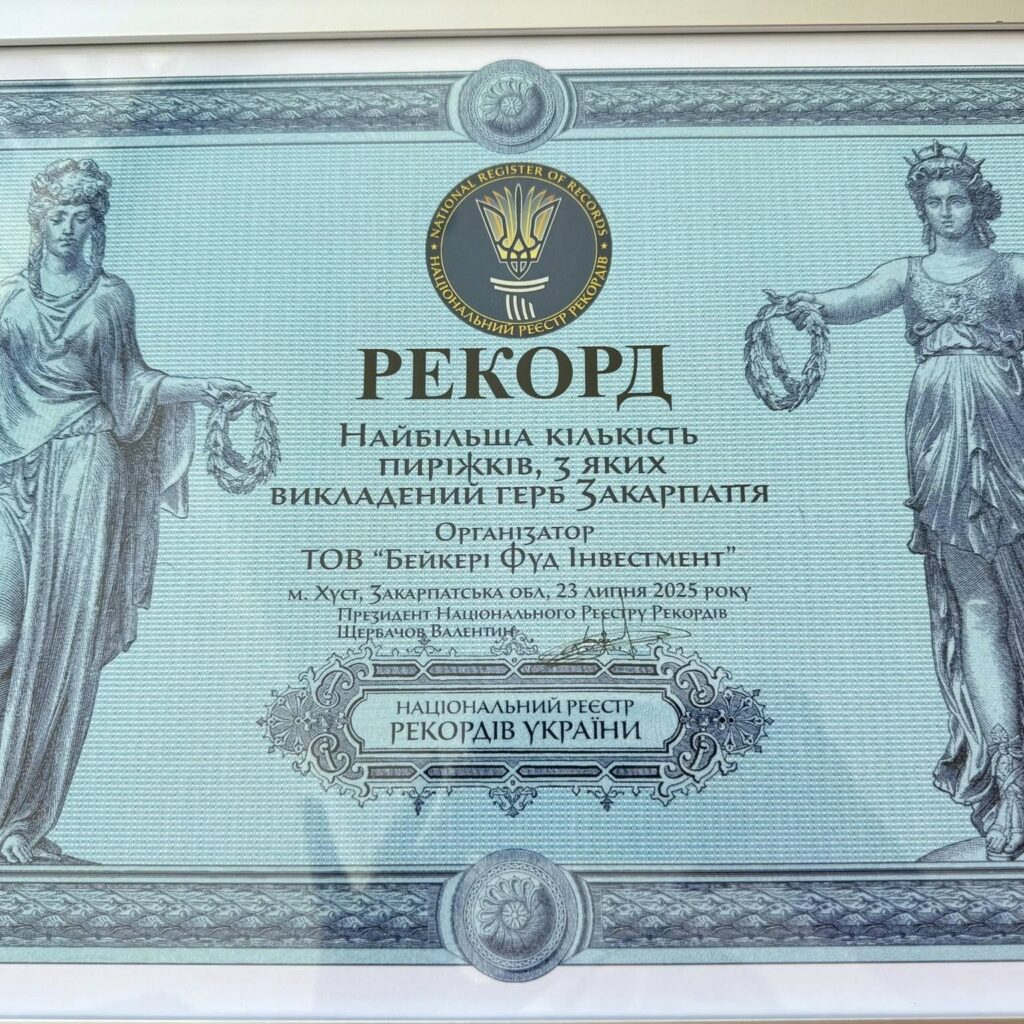 ★ NATIONAL REGISTER OF RECORDS ★
НАЦІОНАЛЬНИЙ РЕЄСТР РЕКОРДІВ
РЕКОРД
Найбільша кількість
пиріжків, з яких
викладений герб Закарпаття
Організатор
ТОВ “Бейкері Фуд Інвестмент”
м. Хуст, Закарпатська обл, 23 липня 2025 року
Президент Національного Реєстру Рекордів
Щербачов Валентин
НАЦІОНАЛЬНИЙ РЕЄСТР
РЕКОРДІВ УКРАЇНИ